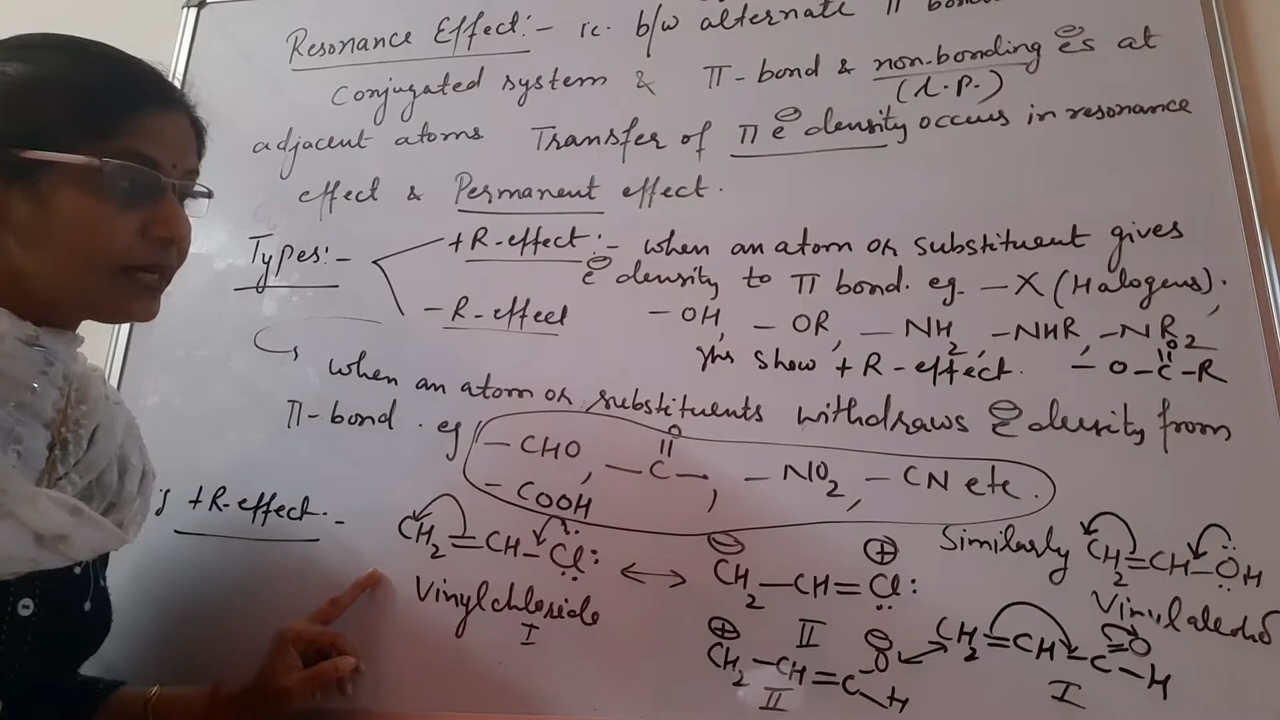 Resonance Effect:- ie. b/w alternate π
conjugated system & π-bond & non-bonding e⊖s at
(l.p.)
adjacent atoms Transfer of π e⊖ density occurs in resonance
effect & Permanent effect.
Types:- +R-effect:- when an atom or substituent gives
e⊖ density to π bond. eg. -X (Halogens),
-R-effect -OH, -OR, -NH2, -NHR, -NR2
show +R-effect. -O-C(=O)-R
when an atom or substituents withdraws e⊖ density from
π-bond. eg -CHO, -C(=O)-, -NO2, -CN etc.
-COOH
+R-effect:-
CH2=CH-Cl: ↔ CH2⊖-CH=Cl⊕: Similarly CH2=CH-OH
Vinylchloride
I
II
CH2⊕-CH=C(-O⊖)-H ↔ CH2=CH-C(=O)-H
II
I